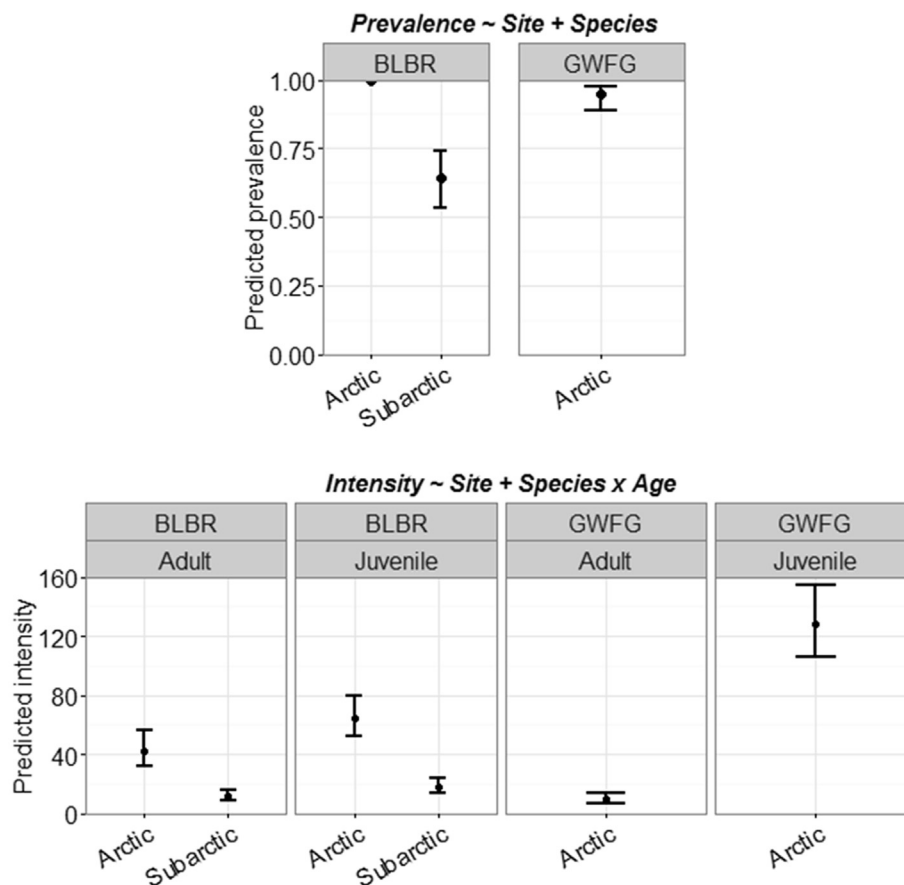 Prevalence ~ Site + Species
BLBR GWFG
Predicted prevalence
1.00
0.75
0.50
0.25
0.00
Arctic Subarctic Arctic
Intensity ~ Site + Species x Age
BLBR BLBR GWFG GWFG
Adult Juvenile Adult Juvenile
Predicted intensity
160
120
80
40
0
Arctic Subarctic Arctic Subarctic Arctic Arctic